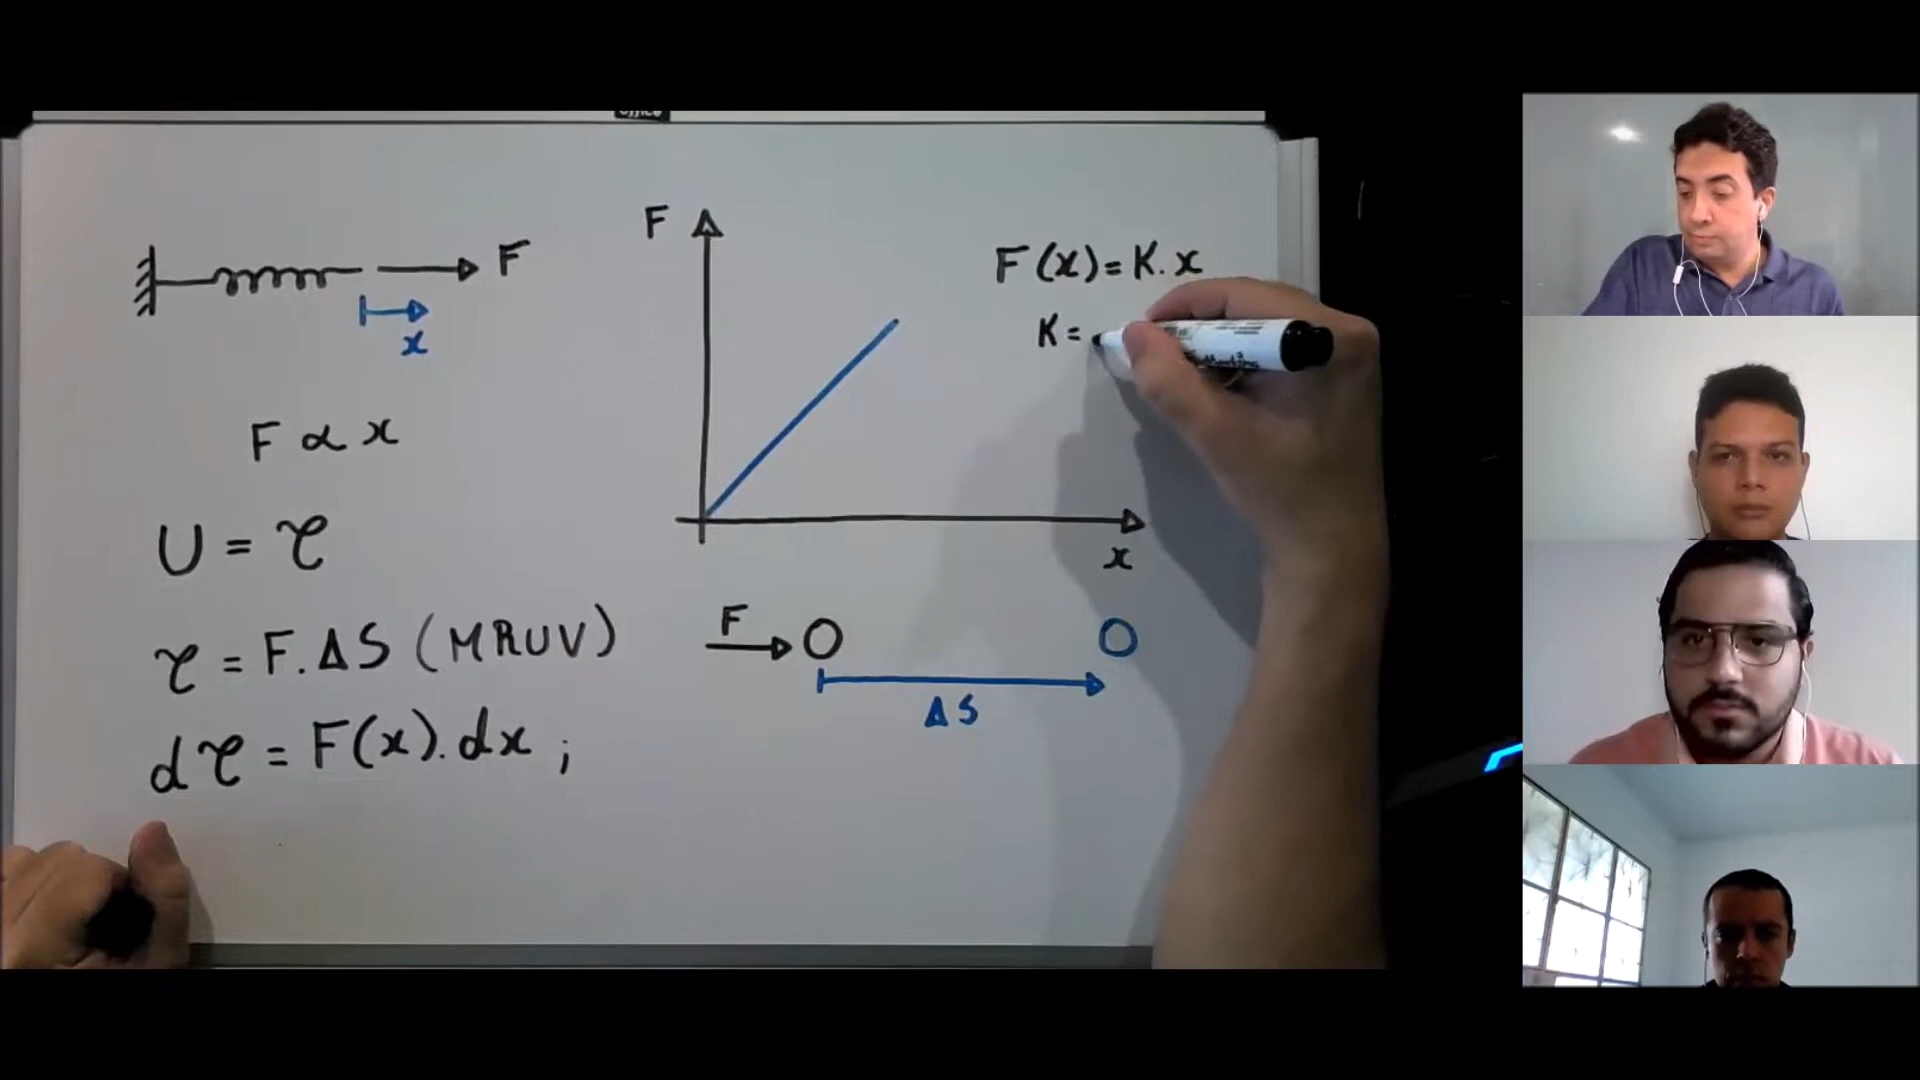 F
x
F ∝ x
U = τ
τ = F.ΔS (MRUV)
dτ = F(x).dx ;
F
x
F(x) = K.x
K =
F
ΔS